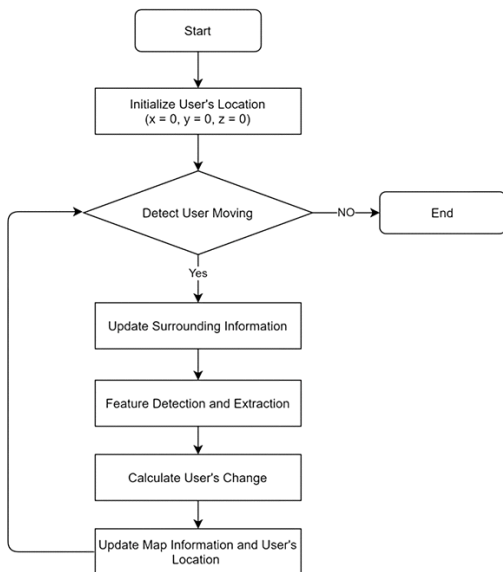 Start
Initialize User's Location
(x = 0, y = 0, z = 0)
Detect User Moving
NO
End
Yes
Update Surrounding Information
Feature Detection and Extraction
Calculate User's Change
Update Map Information and User's
Location